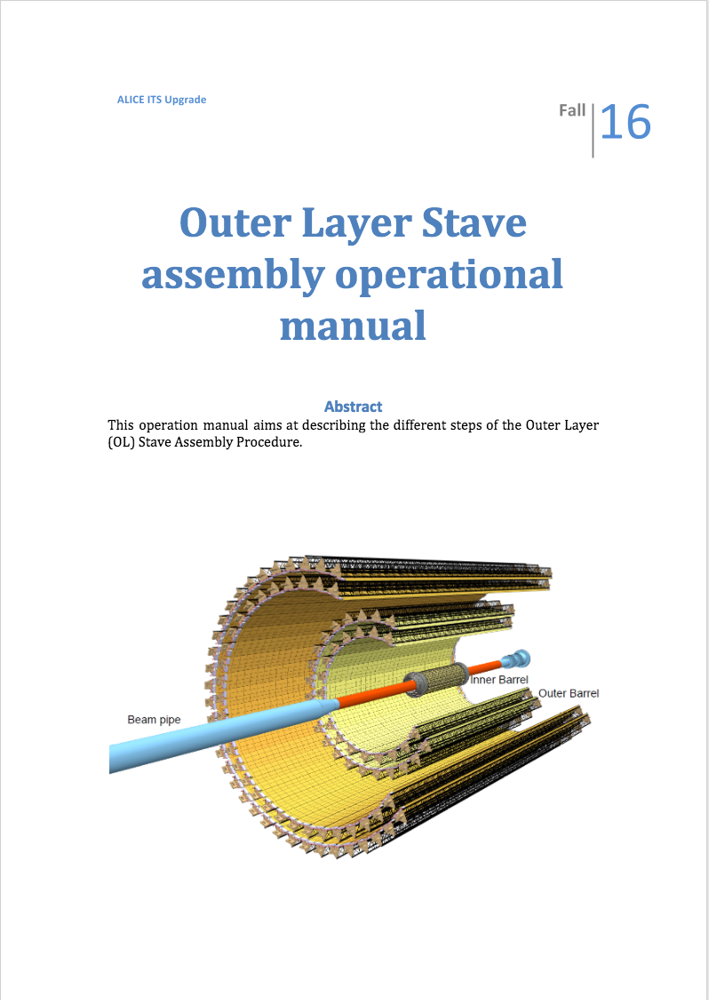 ALICE ITS Upgrade
Fall 16
Outer Layer Stave
assembly operational
manual
Abstract
This operation manual aims at describing the different steps of the Outer Layer
(OL) Stave Assembly Procedure.
Inner Barrel
Outer Barrel
Beam pipe